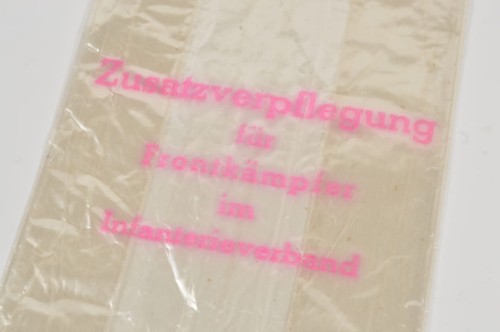 Zusatzverpflegung
für
Frontkämpfer
im
Infanterieverband